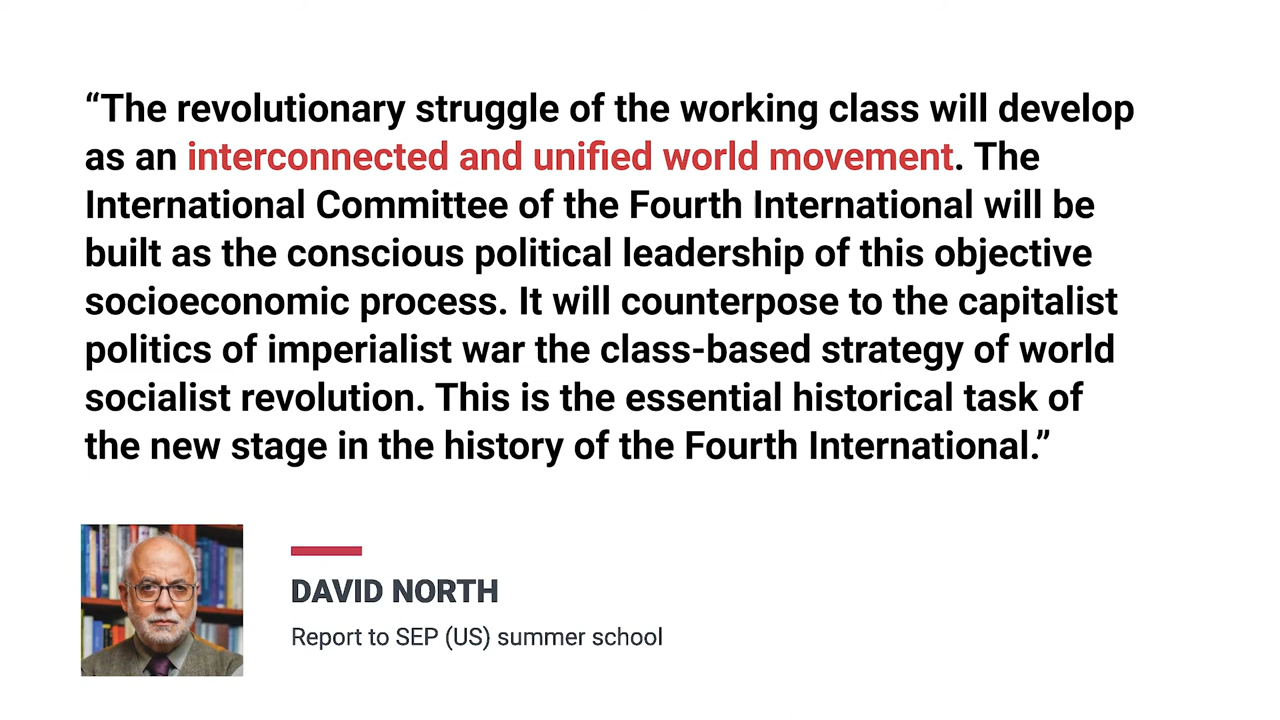 “The revolutionary struggle of the working class will develop
as an interconnected and unified world movement. The
International Committee of the Fourth International will be
built as the conscious political leadership of this objective
socioeconomic process. It will counterpose to the capitalist
politics of imperialist war the class-based strategy of world
socialist revolution. This is the essential historical task of
the new stage in the history of the Fourth International.”
DAVID NORTH
Report to SEP (US) summer school